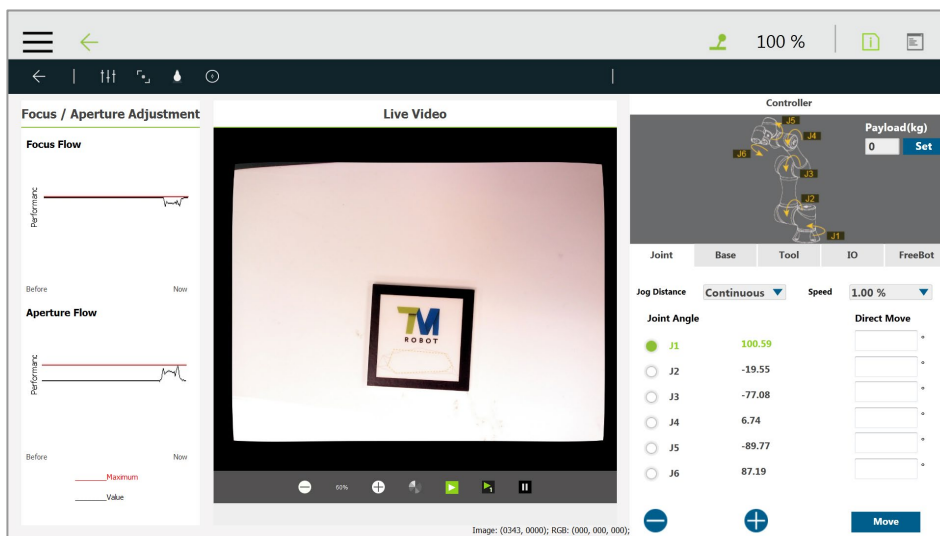 100 %
Focus / Aperture Adjustment
Focus Flow
Performanc
Before Now
Aperture Flow
Performanc
Before Now
Maximum
Value
Live Video
TM
ROBOT
60%
1
Image: (0343, 0000); RGB: (000, 000, 000);
Controller
J5
J4
J6
J3
J2
J1
Payload(kg)
0 Set
Joint Base Tool IO FreeBot
Jog Distance Continuous Speed 1.00 %
Joint Angle Direct Move
J1 100.59 °
J2 -19.55 °
J3 -77.08 °
J4 6.74 °
J5 -89.77 °
J6 87.19 °
Move